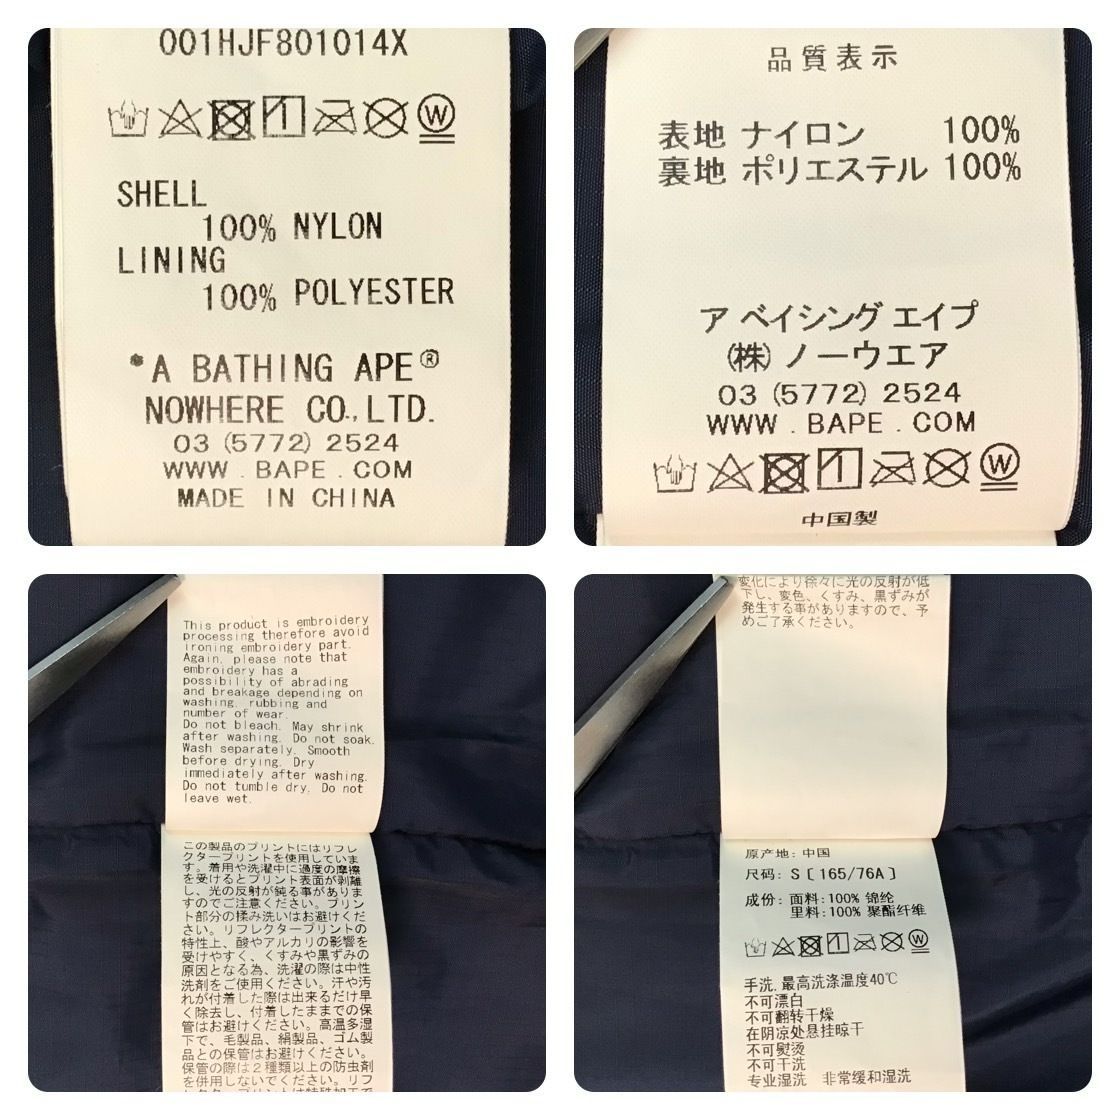 001HJF801014X
SHELL
100% NYLON
LINING
100% POLYESTER
*A BATHING APE®
NOWHERE CO.,LTD.
03 (5772) 2524
WWW . BAPE . COM
MADE IN CHINA
品質表示
表地 ナイロン 100%
裏地 ポリエステル 100%
ア ベイシング エイプ
(株) ノーウエア
03 (5772) 2524
WWW . BAPE . COM
中国製
This product is embroidery
processing therefore avoid
ironing embroidery part.
Again, please note that
embroidery has a
possibility of abrading
and breakage depending on
washing, rubbing and
number of wear.
Do not bleach. May shrink
after washing. Do not soak.
Wash separately. Smooth
before drying. Dry
immediately after washing.
Do not tumble dry. Do not
leave wet.
この製品のプリントにはリフレ
クタープリントを使用していま
す。着用や洗濯中に過度の摩擦
を受けるとプリント表面が剥離
し、光の反射が鈍る事がありま
すのでご注意ください。プリン
ト部分の揉み洗いはお避けくだ
さい。リフレクタープリントの
特性上、酸やアルカリの影響を
受けやすく、くすみや黒ずみの
原因となる為、洗濯の際は中性
洗剤をご使用ください。汗や汚
れが付着した際は出来るだけ早
く除去し、付着したままでの保
管はお避けください。高温多湿
下で、毛製品、絹製品、ゴム製
品との保管はお避けください。
保管の際は2種類以上の防虫剤
を併用しないでください。リフ
レクタープリントは特殊加工で
変化により徐々に光の反射が低
下し、変色、くすみ、黒ずみが
発生する事がありますので、予
めご了承ください。
原产地: 中国
尺码: S [165/76A]
成份: 面料:100% 锦纶
里料:100% 聚酯纤维
手洗,最高洗涤温度40℃
不可漂白
不可翻转干燥
在阴凉处悬挂晾干
不可熨烫
不可干洗
专业湿洗 非常缓和湿洗